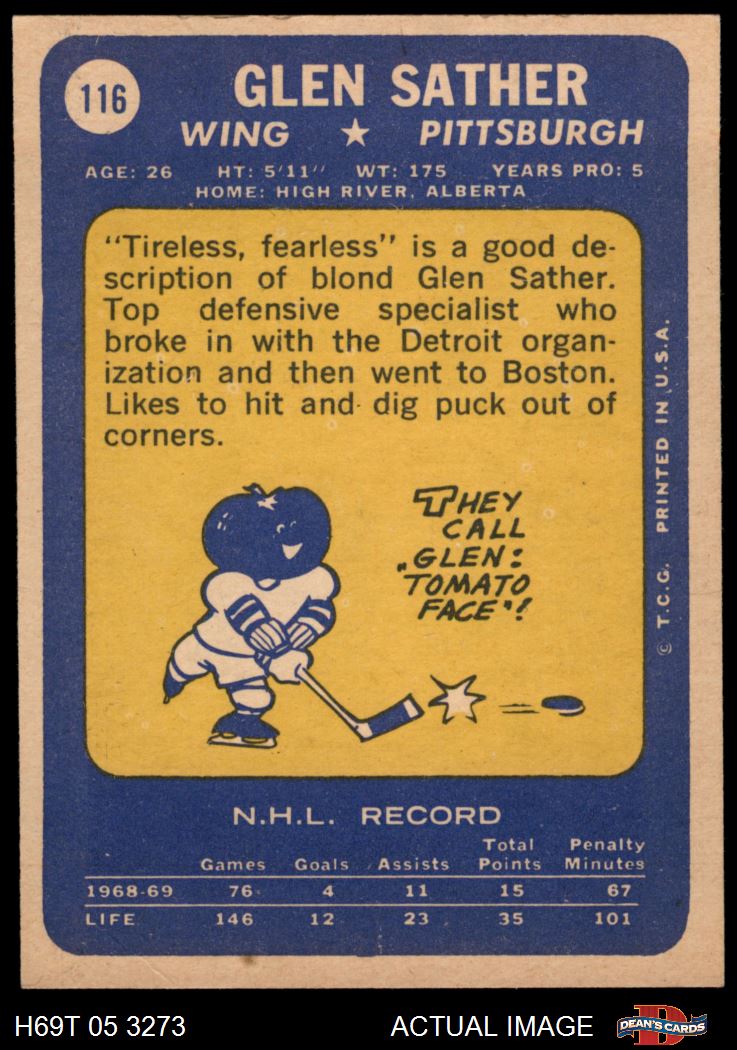 116
GLEN SATHER
WING ★ PITTSBURGH
AGE: 26 HT: 5'11" WT: 175 YEARS PRO: 5
HOME: HIGH RIVER, ALBERTA
"Tireless, fearless" is a good de-
scription of blond Glen Sather.
Top defensive specialist who
broke in with the Detroit organ-
ization and then went to Boston.
Likes to hit and dig puck out of
corners.
THEY
CALL
"GLEN:
TOMATO
FACE"!
© T.C.G. PRINTED IN U.S.A.
N.H.L. RECORD
Games Goals Assists Total Points Penalty Minutes
1968-69 76 4 11 15 67
LIFE 146 12 23 35 101
H69T 05 3273 ACTUAL IMAGE
D
DEAN'S CARDS